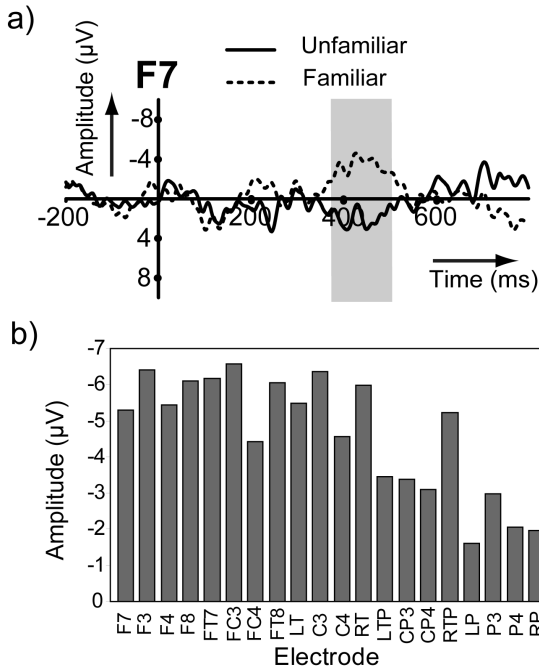 a)
Amplitude (µV)
F7
Unfamiliar
Familiar
-8
-4
-200
200
400
600
4
8
Time (ms)
b)
Amplitude (µV)
-7
-6
-5
-4
-3
-2
-1
0
F7 F3 F4 F8 FT7 FC3 FC4 FT8 LT C3 C4 RT LTP CP3 CP4 RTP LP P3 P4 RP
Electrode